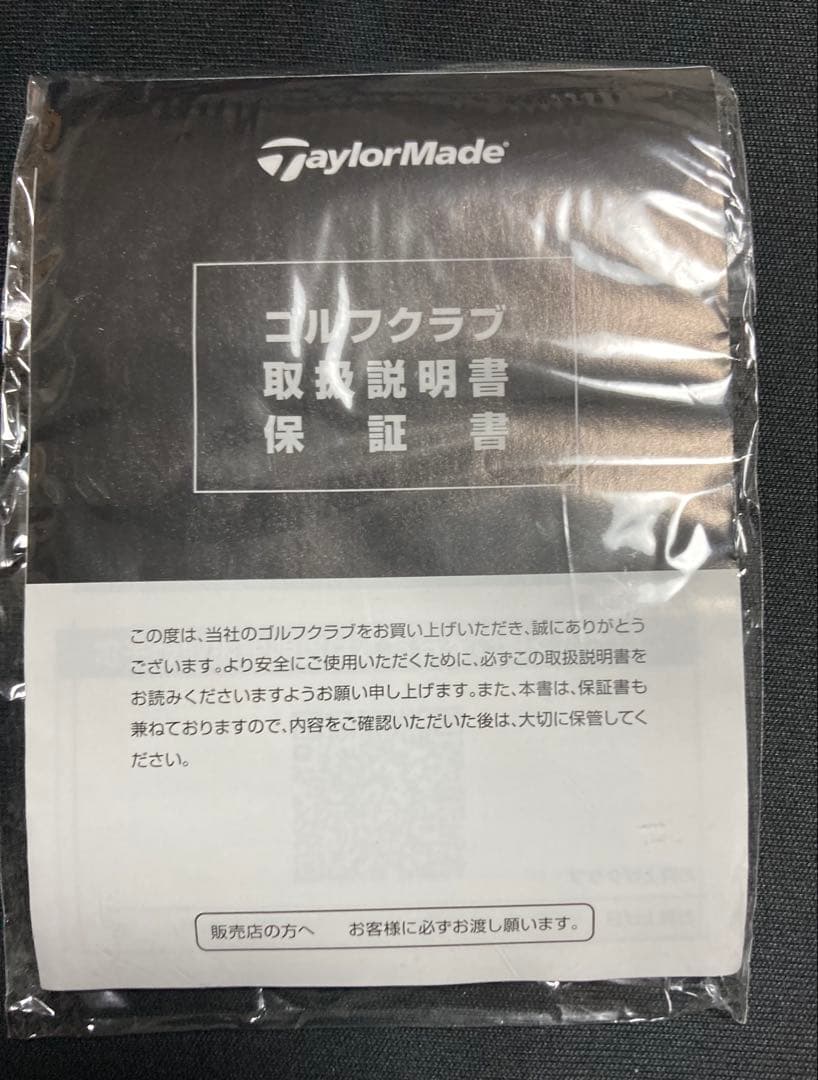 TaylorMade
ゴルフクラブ
取扱説明書
保証書
この度は、当社のゴルフクラブをお買い上げいただき、誠にありがとう
ございます。より安全にご使用いただくために、必ずこの取扱説明書を
お読みくださいますようお願い申し上げます。また、本書は、保証書も
兼ねておりますので、内容をご確認いただいた後は、大切に保管してく
ださい。
販売店の方へ　お客様に必ずお渡し願います。